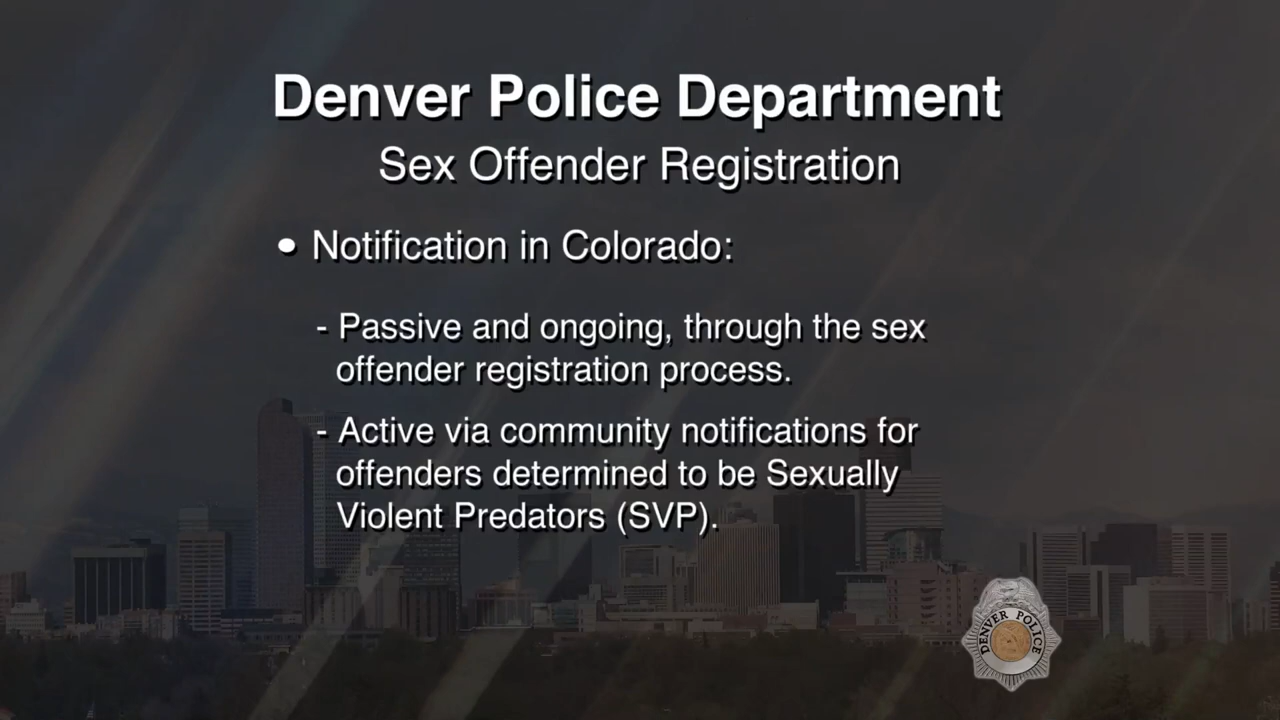 Denver Police Department
Sex Offender Registration
• Notification in Colorado:
- Passive and ongoing, through the sex
offender registration process.
- Active via community notifications for
offenders determined to be Sexually
Violent Predators (SVP).
DENVER POLICE